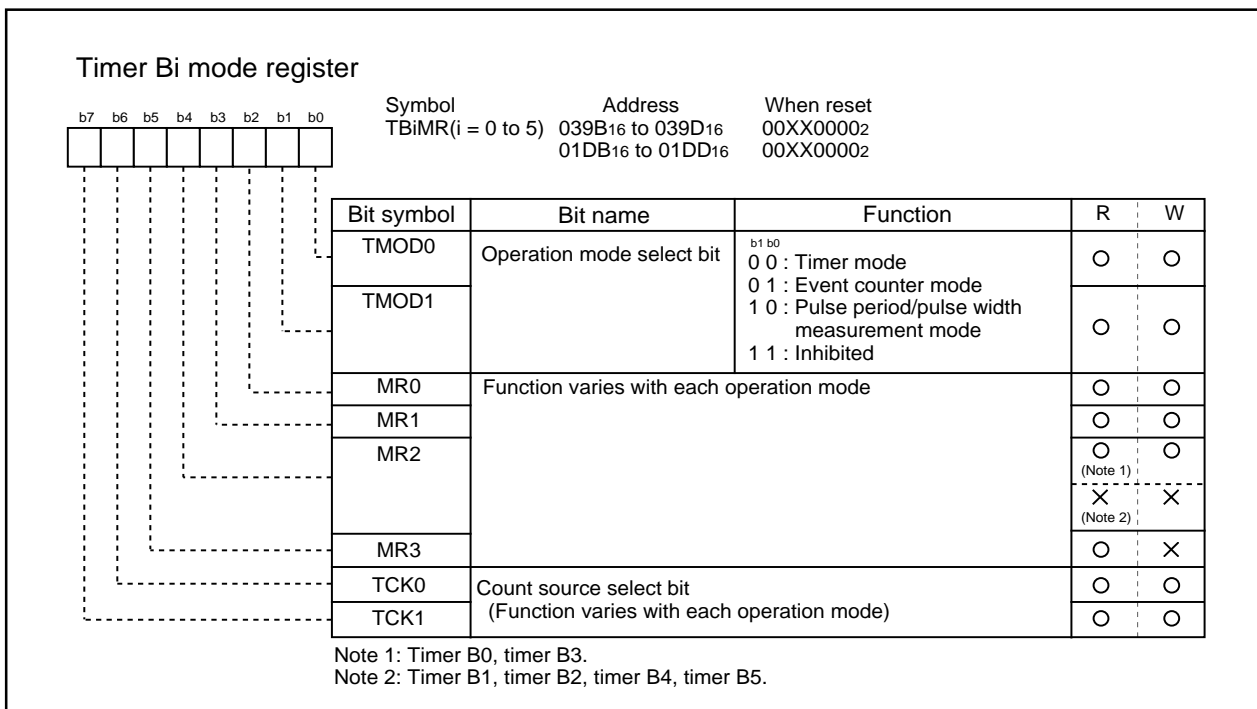 Timer Bi mode register
Symbol Address When reset
TBiMR(i = 0 to 5) 039B16 to 039D16 00XX00002
01DB16 to 01DD16 00XX00002
b7 b6 b5 b4 b3 b2 b1 b0
Bit symbol Bit name Function R W
TMOD0 Operation mode select bit b1 b0
0 0 : Timer mode
0 1 : Event counter mode
TMOD1 1 0 : Pulse period/pulse width
measurement mode
1 1 : Inhibited
MR0 Function varies with each operation mode
MR1
MR2
(Note 1)
(Note 2)
MR3
TCK0 Count source select bit
TCK1 (Function varies with each operation mode)
Note 1: Timer B0, timer B3.
Note 2: Timer B1, timer B2, timer B4, timer B5.